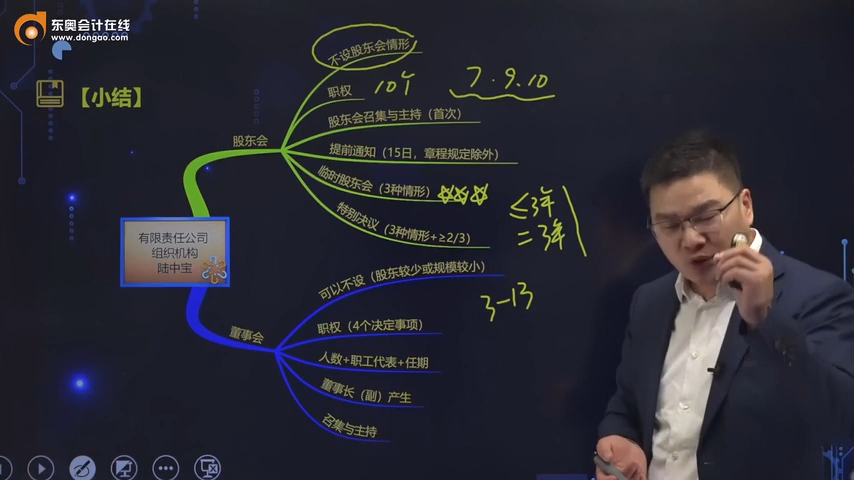 东奥会计在线
www.dongao.com
【小结】
有限责任公司
组织机构
陆中宝
股东会
不设股东会情形
职权 10个 7.9.10
股东会召集与主持（首次）
提前通知（15日，章程规定除外）
临时股东会（3种情形）
特别决议（3种情形+≥2/3）
≤3年
=3年
董事会
可以不设（股东较少或规模较小）
3-13
职权（4个决定事项）
人数+职工代表+任期
董事长（副）产生
召集与主持